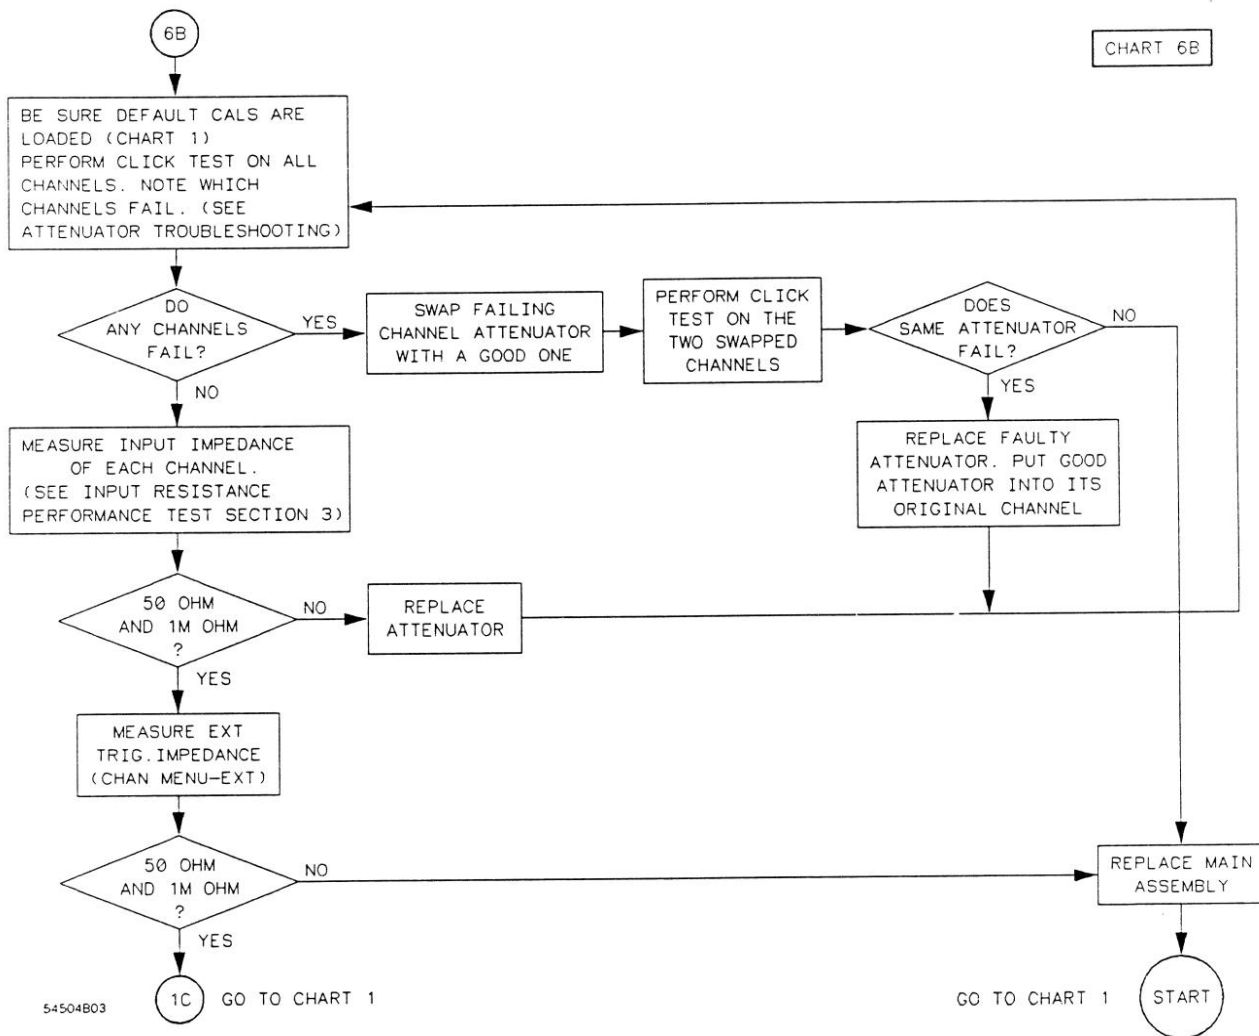 6B
CHART 6B
BE SURE DEFAULT CALS ARE
LOADED (CHART 1)
PERFORM CLICK TEST ON ALL
CHANNELS. NOTE WHICH
CHANNELS FAIL. (SEE
ATTENUATOR TROUBLESHOOTING)
DO
ANY CHANNELS
FAIL?
YES
SWAP FAILING
CHANNEL ATTENUATOR
WITH A GOOD ONE
PERFORM CLICK
TEST ON THE
TWO SWAPPED
CHANNELS
DOES
SAME ATTENUATOR
FAIL?
NO
YES
REPLACE FAULTY
ATTENUATOR. PUT GOOD
ATTENUATOR INTO ITS
ORIGINAL CHANNEL
NO
MEASURE INPUT IMPEDANCE
OF EACH CHANNEL.
(SEE INPUT RESISTANCE
PERFORMANCE TEST SECTION 3)
50 OHM
AND 1M OHM
?
NO
REPLACE
ATTENUATOR
YES
MEASURE EXT
TRIG.IMPEDANCE
(CHAN MENU-EXT)
50 OHM
AND 1M OHM
?
NO
REPLACE MAIN
ASSEMBLY
YES
1C
GO TO CHART 1
GO TO CHART 1
START
54504B03